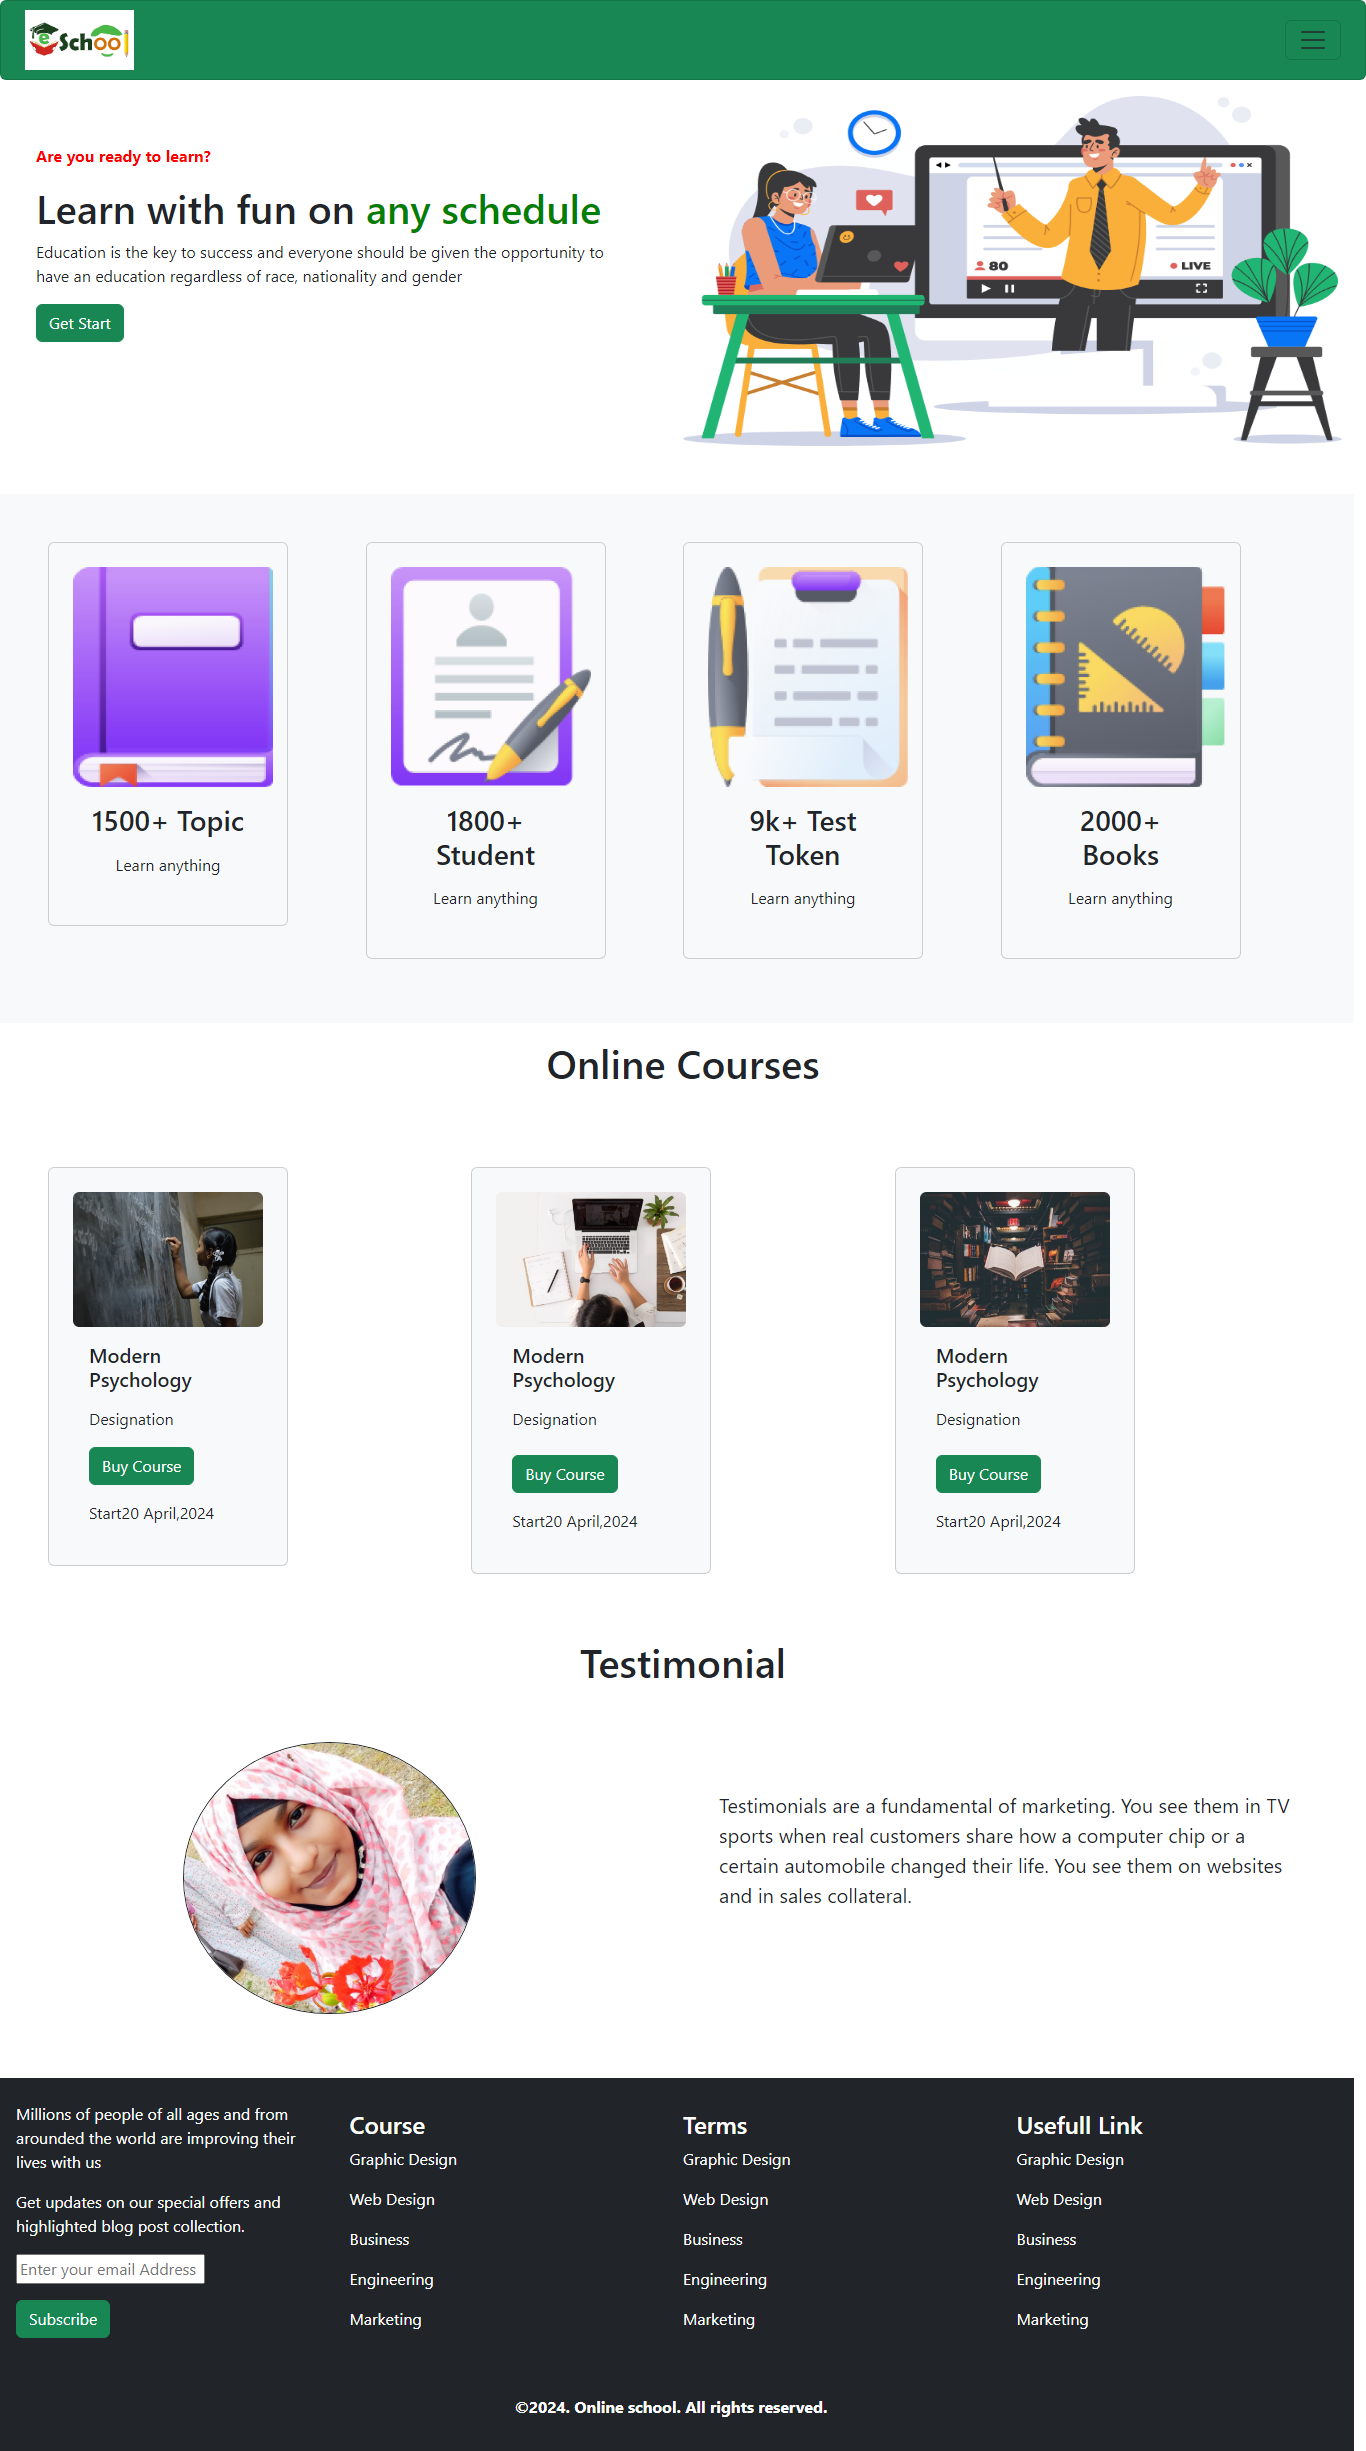 eSchool
Are you ready to learn?
Learn with fun on any schedule
Education is the key to success and everyone should be given the opportunity to
have an education regardless of race, nationality and gender
Get Start
80
LIVE
1500+ Topic
Learn anything
1800+
Student
Learn anything
9k+ Test
Token
Learn anything
2000+
Books
Learn anything
Online Courses
Modern
Psychology
Designation
Buy Course
Start20 April,2024
Modern
Psychology
Designation
Buy Course
Start20 April,2024
Modern
Psychology
Designation
Buy Course
Start20 April,2024
Testimonial
Testimonials are a fundamental of marketing. You see them in TV
sports when real customers share how a computer chip or a
certain automobile changed their life. You see them on websites
and in sales collateral.
Millions of people of all ages and from
arounded the world are improving their
lives with us
Get updates on our special offers and
highlighted blog post collection.
Enter your email Address
Subscribe
Course
Graphic Design
Web Design
Business
Engineering
Marketing
Terms
Graphic Design
Web Design
Business
Engineering
Marketing
Usefull Link
Graphic Design
Web Design
Business
Engineering
Marketing
©2024. Online school. All rights reserved.